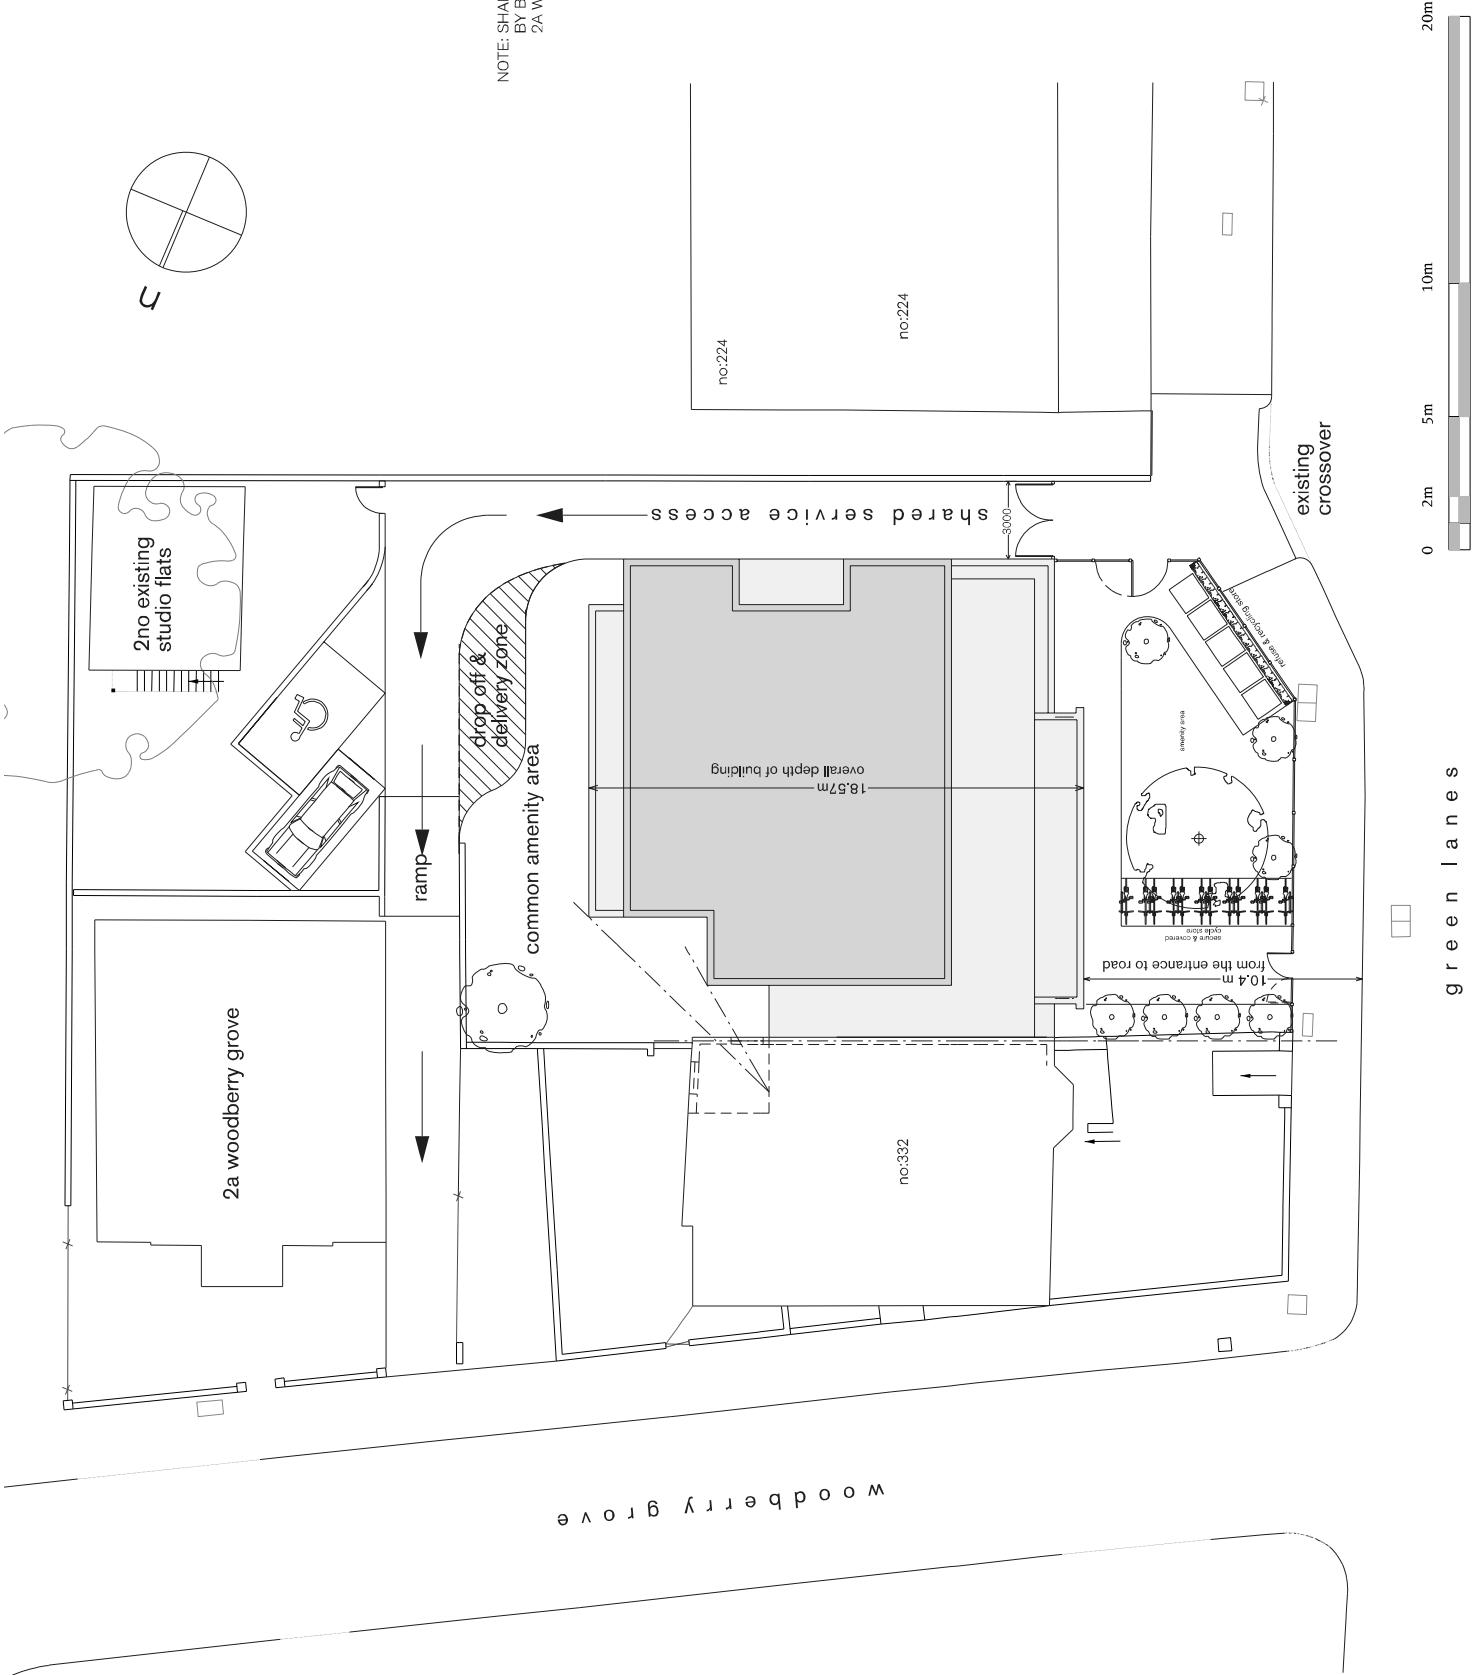 NOTE: SHA
BY B
2A W
n
20m
10m
5m
2m
0
no:224
no:224
existing
crossover
2no existing
studio flats
shared service access
3000
drop off &
delivery zone
refuse & recycling store
amenity area
common amenity area
overall depth of building
18.57m
ramp
secure & covered
cycle store
10.4 m
from the entrance to road
green lanes
2a woodberry grove
no:332
woodberry grove